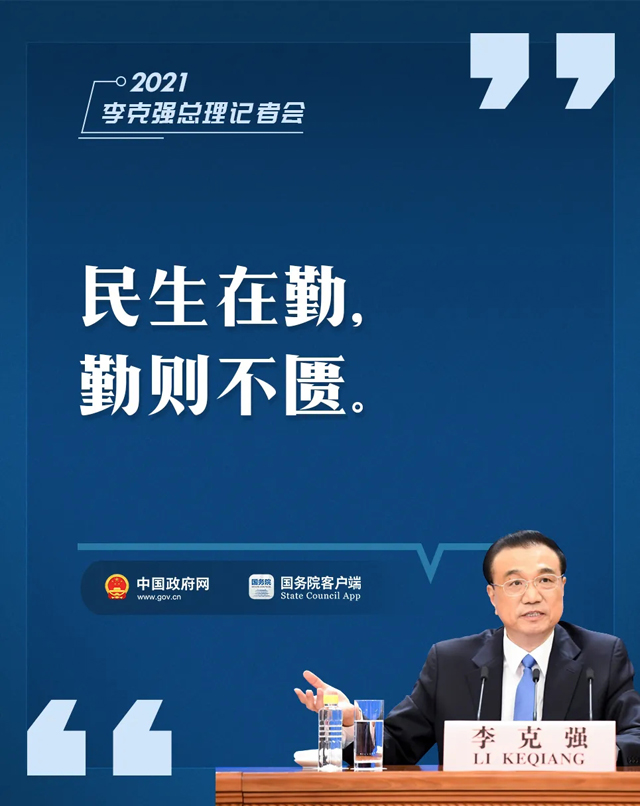 2021
李克强总理记者会
民生在勤，
勤则不匮。
中国政府网
www.gov.cn
国务院
国务院客户端
State Council App
李克强
LI KEQIANG